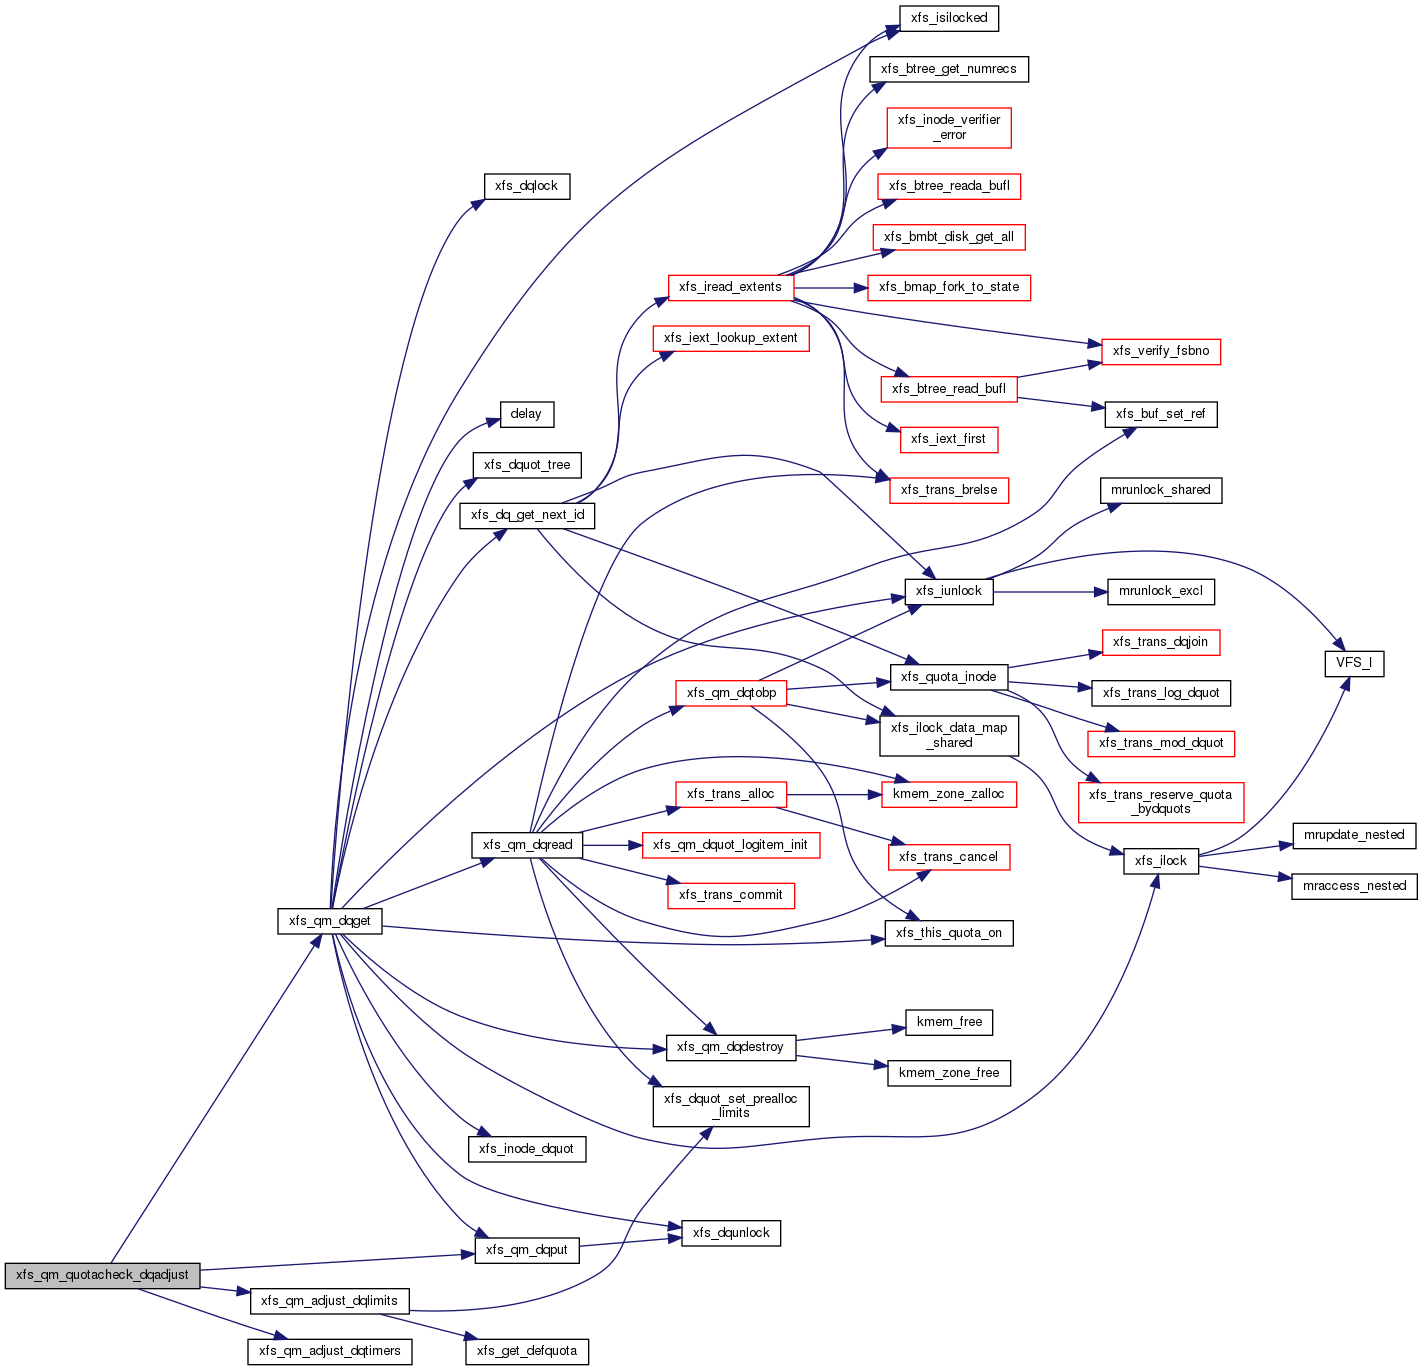 xfs_isilocked
xfs_btree_get_numrecs
xfs_inode_verifier
_error
xfs_dqlock
xfs_btree_reada_bufl
xfs_bmbt_disk_get_all
xfs_iread_extents
xfs_bmap_fork_to_state
xfs_iext_lookup_extent
xfs_verify_fsbno
xfs_btree_read_bufl
delay
xfs_buf_set_ref
xfs_iext_first
xfs_dquot_tree
xfs_trans_brelse
mrunlock_shared
xfs_dq_get_next_id
xfs_iunlock
mrunlock_excl
xfs_trans_dqjoin
VFS_I
xfs_quota_inode
xfs_qm_dqtobp
xfs_trans_log_dquot
xfs_ilock_data_map
_shared
xfs_trans_mod_dquot
xfs_trans_alloc
kmem_zone_zalloc
xfs_trans_reserve_quota
_bydquots
mrupdate_nested
xfs_qm_dqread
xfs_qm_dquot_logitem_init
xfs_trans_cancel
xfs_ilock
mraccess_nested
xfs_trans_commit
xfs_qm_dqget
xfs_this_quota_on
kmem_free
xfs_qm_dqdestroy
kmem_zone_free
xfs_dquot_set_prealloc
_limits
xfs_inode_dquot
xfs_dqunlock
xfs_qm_dqput
xfs_qm_quotacheck_dqadjust
xfs_qm_adjust_dqlimits
xfs_qm_adjust_dqtimers
xfs_get_defquota